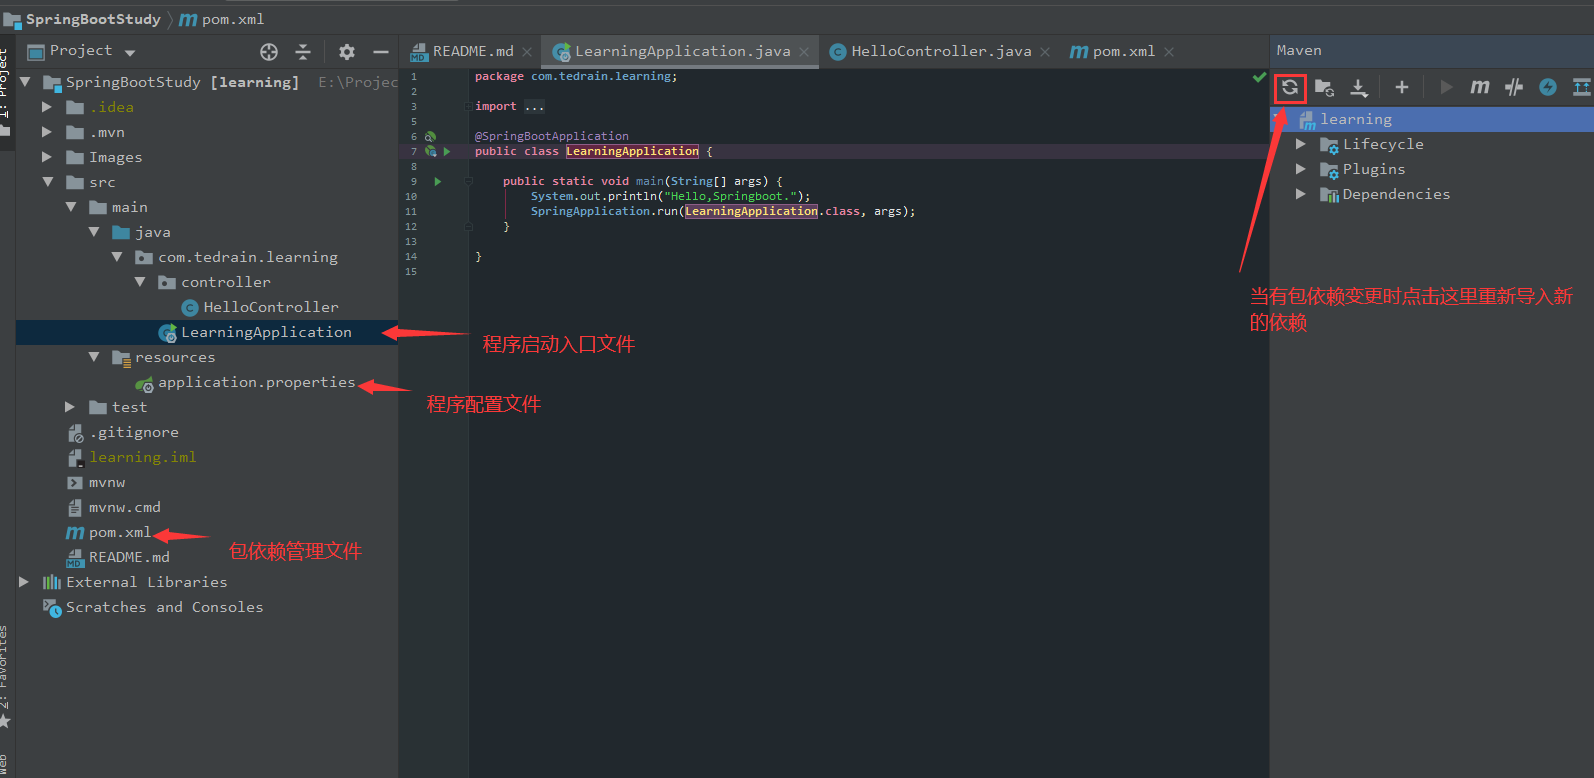 SpringBootStudy
pom.xml
Project
README.md
LearningApplication.java
HelloController.java
pom.xml
Maven
1: Project
SpringBootStudy [learning] E:\Projec
.idea
.mvn
Images
src
main
java
com.tedrain.learning
controller
HelloController
LearningApplication
resources
application.properties
test
.gitignore
learning.iml
mvnw
mvnw.cmd
pom.xml
README.md
External Libraries
Scratches and Consoles
2: Favorites
Web
1 package com.tedrain.learning;
2
3 import ...
5
6 @SpringBootApplication
7 public class LearningApplication {
8
9 public static void main(String[] args) {
10 System.out.println("Hello,Springboot.");
11 SpringApplication.run(LearningApplication.class, args);
12 }
13
14 }
15
程序启动入口文件
程序配置文件
包依赖管理文件
learning
Lifecycle
Plugins
Dependencies
当有包依赖变更时点击这里重新导入新
的依赖